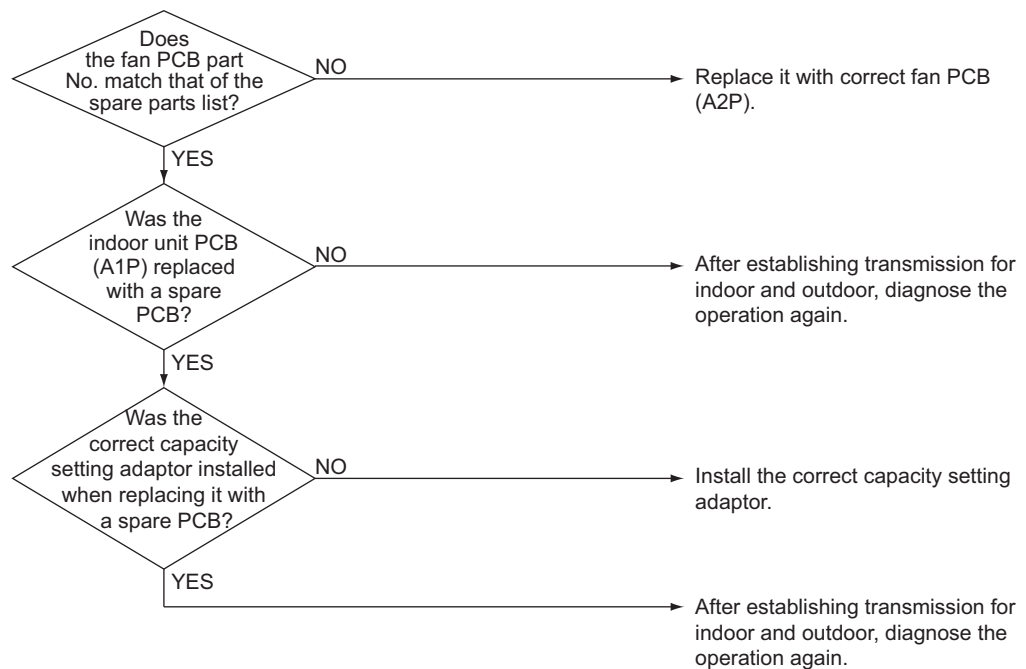 Does
the fan PCB part
No. match that of the
spare parts list?
NO
Replace it with correct fan PCB
(A2P).
YES
Was the
indoor unit PCB
(A1P) replaced
with a spare
PCB?
NO
After establishing transmission for
indoor and outdoor, diagnose the
operation again.
YES
Was the
correct capacity
setting adaptor installed
when replacing it with
a spare PCB?
NO
Install the correct capacity setting
adaptor.
YES
After establishing transmission for
indoor and outdoor, diagnose the
operation again.